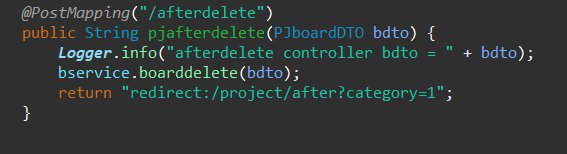 @PostMapping("/afterdelete")
public String pjafterdelete(PJboardDTO bdto) {
Logger.info("afterdelete controller bdto = " + bdto);
bservice.boarddelete(bdto);
return "redirect:/project/after?category=1";
}